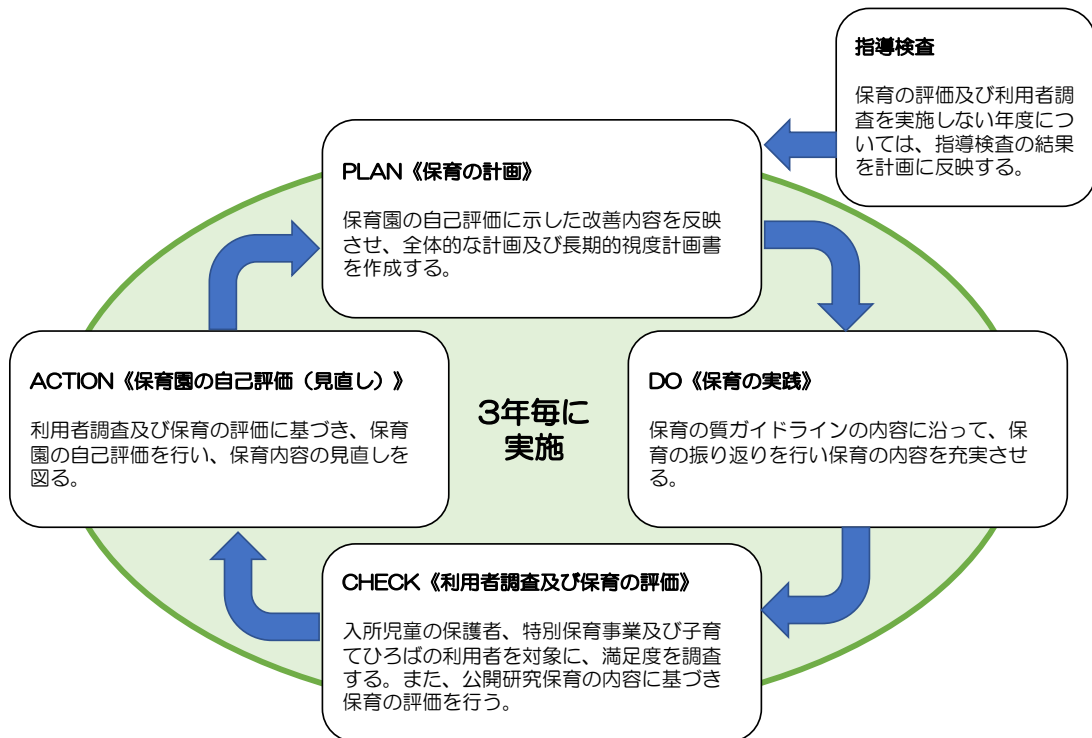 指導検査
保育の評価及び利用者調
査を実施しない年度につ
いては、指導検査の結果
を計画に反映する。
PLAN《保育の計画》
保育園の自己評価に示した改善内容を反映
させ、全体的な計画及び長期的視度計画書
を作成する。
ACTION《保育園の自己評価（見直し）》
利用者調査及び保育の評価に基づき、保育
園の自己評価を行い、保育内容の見直しを
図る。
3年毎に
実施
DO《保育の実践》
保育の質ガイドラインの内容に沿って、保
育の振り返りを行い保育の内容を充実させ
る。
CHECK《利用者調査及び保育の評価》
入所児童の保護者、特別保育事業及び子育
てひろばの利用者を対象に、満足度を調査
する。また、公開研究保育の内容に基づき
保育の評価を行う。